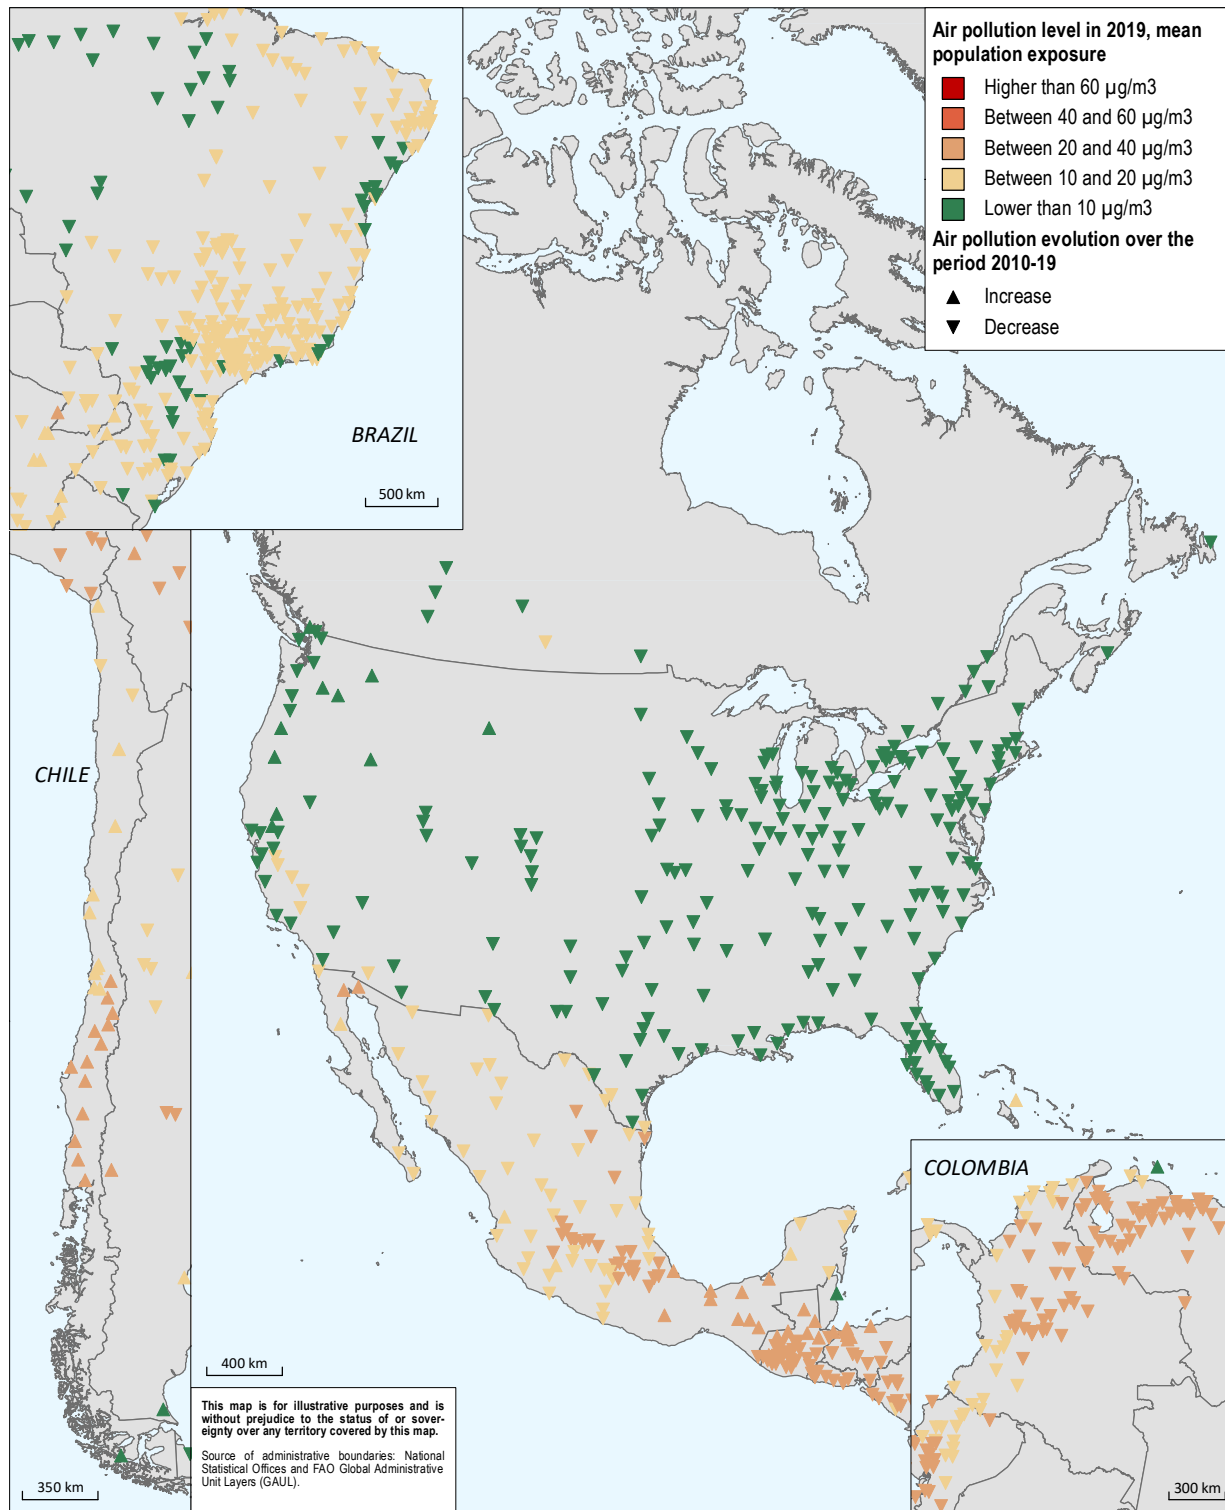 Air pollution level in 2019, mean
population exposure
Higher than 60 µg/m3
Between 40 and 60 µg/m3
Between 20 and 40 µg/m3
Between 10 and 20 µg/m3
Lower than 10 µg/m3
Air pollution evolution over the
period 2010-19
Increase
Decrease
BRAZIL
500 km
CHILE
350 km
400 km
COLOMBIA
300 km
This map is for illustrative purposes and is
without prejudice to the status of or sover-
eignty over any territory covered by this map.
Source of administrative boundaries: National
Statistical Offices and FAO Global Administrative
Unit Layers (GAUL).